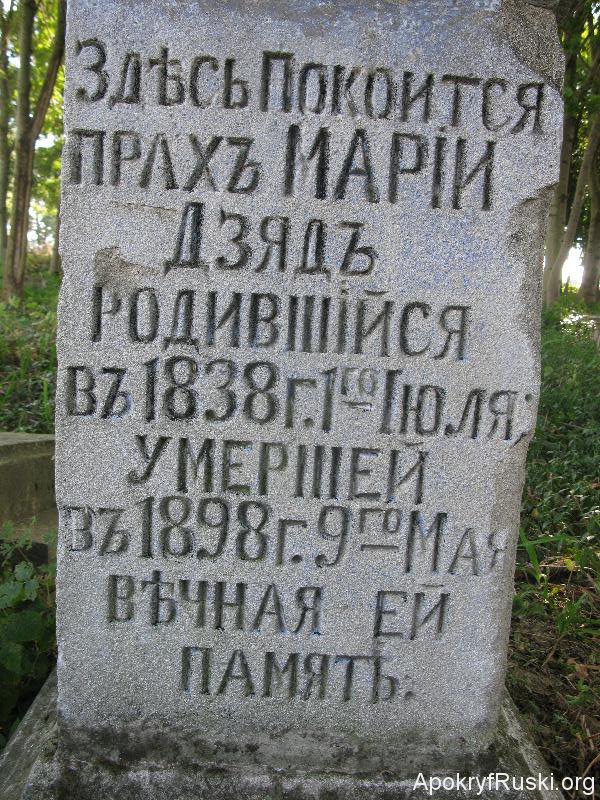 Здѣсь Покоится
прахъ МАРІИ
ДЗЯДЪ
родившійся
въ 1838 г. 1го Іюля;
умершей
въ 1898 г. 9го Мая
Вѣчная ей
память.
ApokryfRuski.org